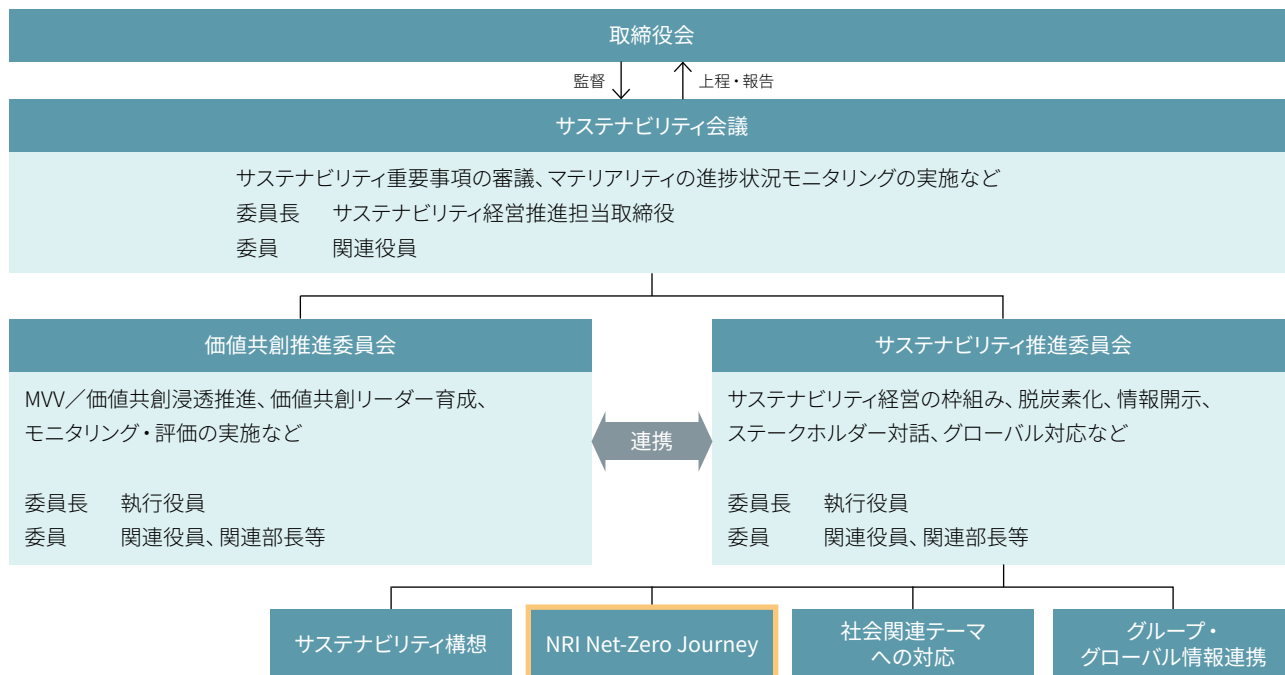 取締役会
監督
上程・報告
サステナビリティ会議
サステナビリティ重要事項の審議、マテリアリティの進捗状況モニタリングの実施など
委員長 サステナビリティ経営推進担当取締役
委員 関連役員
価値共創推進委員会
MVV／価値共創浸透推進、価値共創リーダー育成、
モニタリング・評価の実施など
委員長 執行役員
委員 関連役員、関連部長等
連携
サステナビリティ推進委員会
サステナビリティ経営の枠組み、脱炭素化、情報開示、
ステークホルダー対話、グローバル対応など
委員長 執行役員
委員 関連役員、関連部長等
サステナビリティ構想
NRI Net-Zero Journey
社会関連テーマ
への対応
グループ・
グローバル情報連携